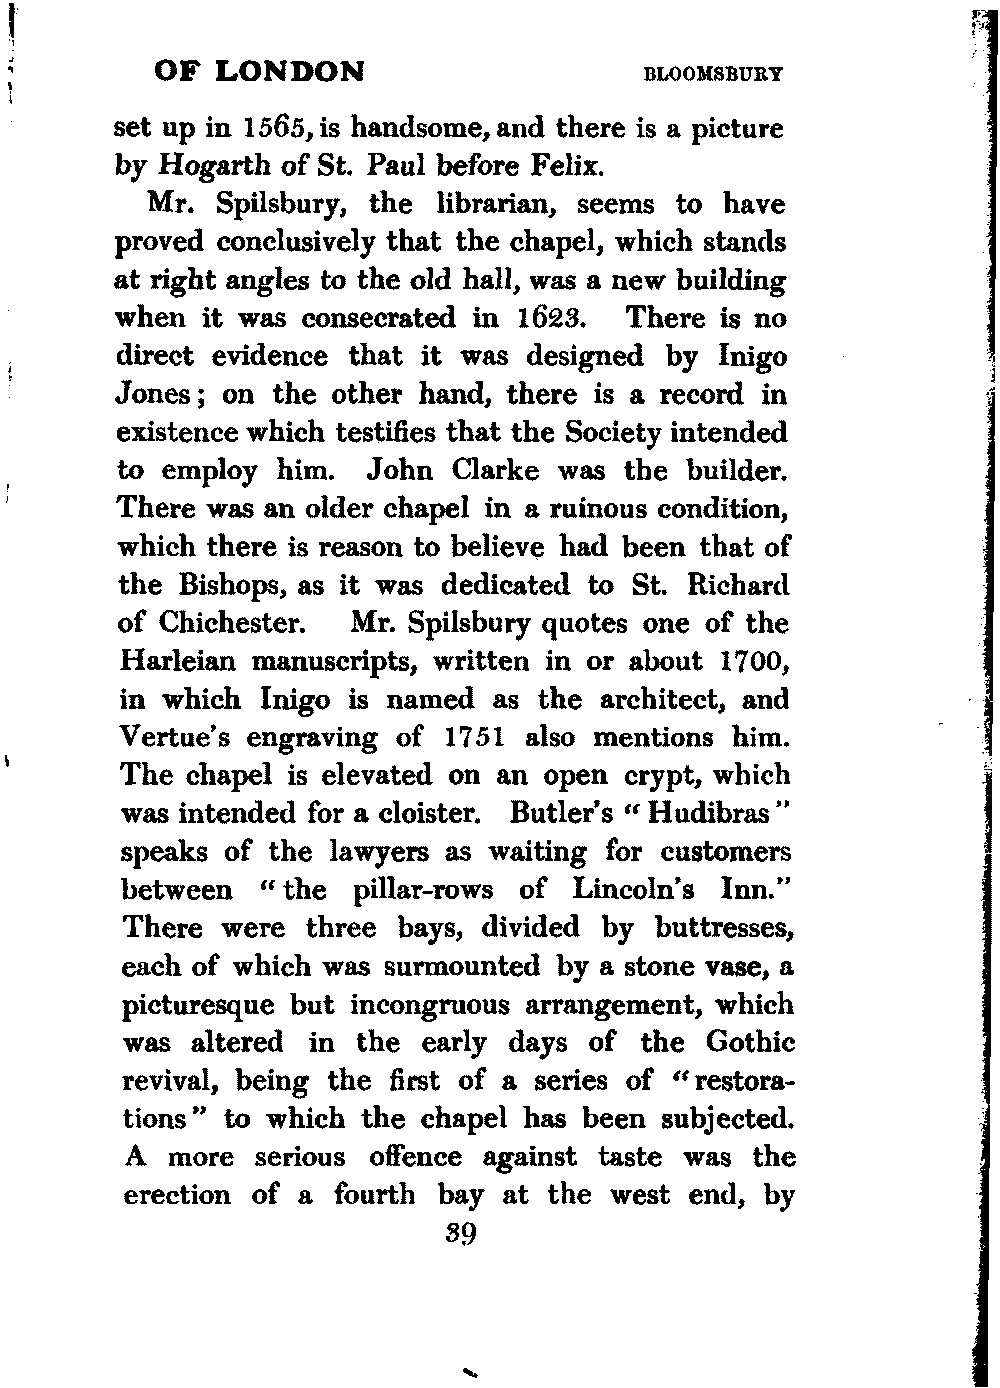 OF LONDON BLOOMSBURY
set up in 1565, is handsome, and there is a picture
by Hogarth of St. Paul before Felix.
Mr. Spilsbury, the librarian, seems to have
proved conclusively that the chapel, which stands
at right angles to the old hall, was a new building
when it was consecrated in 1623. There is no
direct evidence that it was designed by Inigo
Jones; on the other hand, there is a record in
existence which testifies that the Society intended
to employ him. John Clarke was the builder.
There was an older chapel in a ruinous condition,
which there is reason to believe had been that of
the Bishops, as it was dedicated to St. Richard
of Chichester. Mr. Spilsbury quotes one of the
Harleian manuscripts, written in or about 1700,
in which Inigo is named as the architect, and
Vertue's engraving of 1751 also mentions him.
The chapel is elevated on an open crypt, which
was intended for a cloister. Butler's "Hudibras"
speaks of the lawyers as waiting for customers
between "the pillar-rows of Lincoln's Inn."
There were three bays, divided by buttresses,
each of which was surmounted by a stone vase, a
picturesque but incongruous arrangement, which
was altered in the early days of the Gothic
revival, being the first of a series of "restora-
tions" to which the chapel has been subjected.
A more serious offence against taste was the
erection of a fourth bay at the west end, by
39